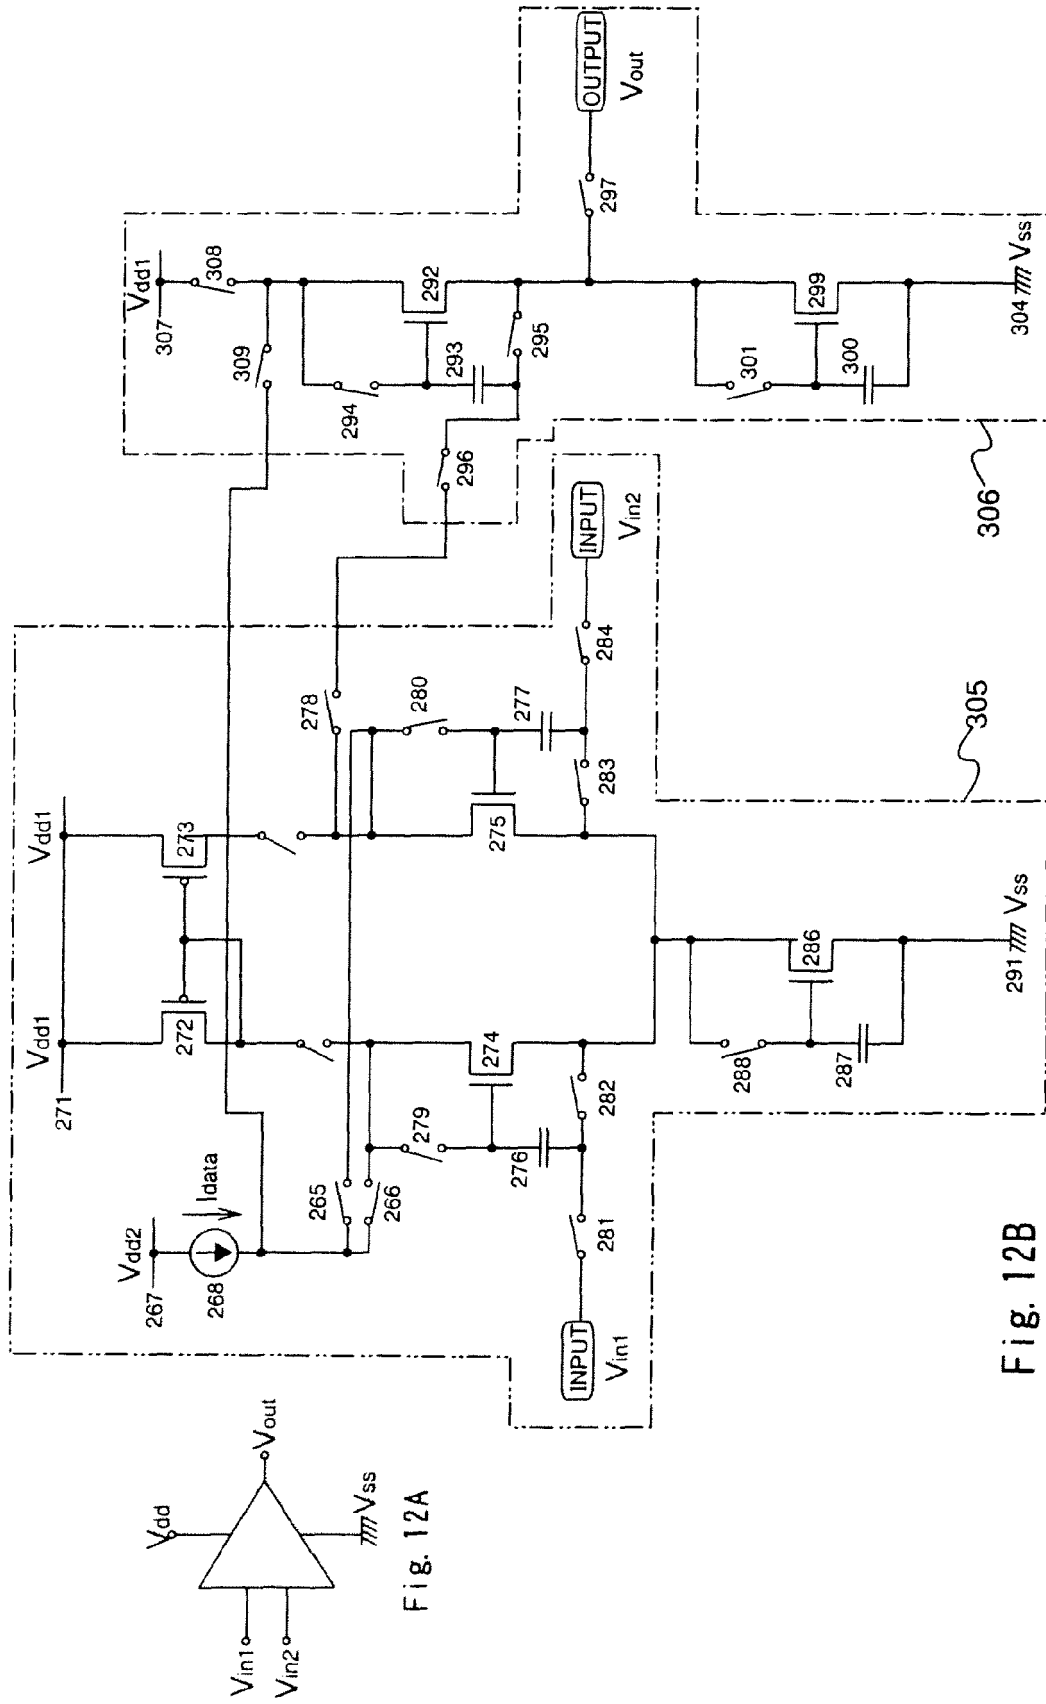 Vdd
Vin1
Vin2
Vout
Vss
Fig. 12A
Vdd2
267
268
Idata
271
Vdd1
Vdd1
272
273
265
266
279
274
276
281
282
INPUT
Vin1
278
280
275
277
283
284
INPUT
Vin2
288
286
287
291
Vss
305
Vdd1
307
308
309
292
293
294
295
296
297
OUTPUT
Vout
301
299
300
304
Vss
306
Fig. 12B